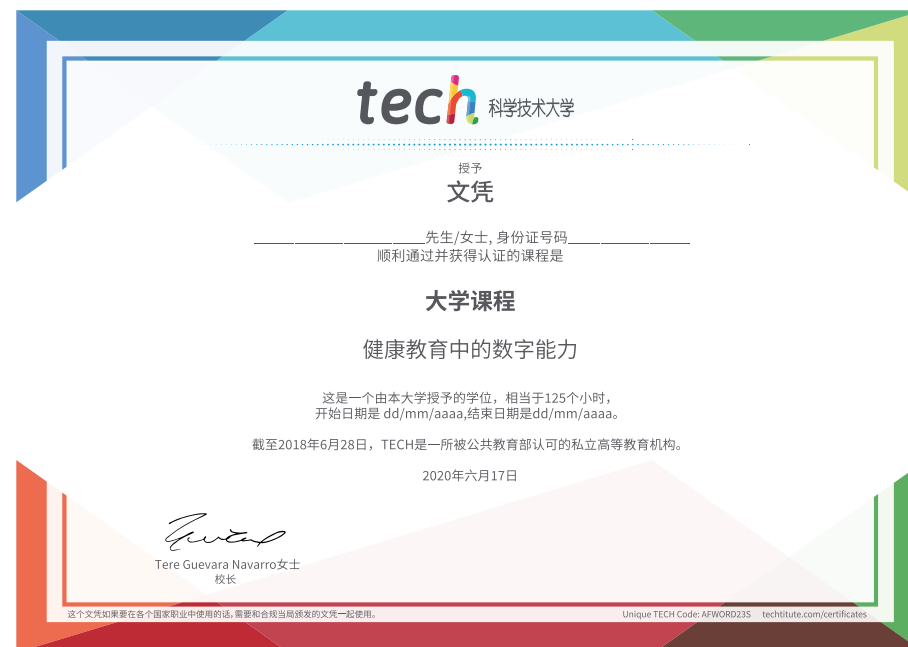 tech 科学技术大学
授予
文凭
先生/女士, 身份证号码
顺利通过并获得认证的课程是
大学课程
健康教育中的数字能力
这是一个由本大学授予的学位，相当于125个小时，
开始日期是 dd/mm/aaaa,结束日期是dd/mm/aaaa。
截至2018年6月28日，TECH是一所被公共教育部认可的私立高等教育机构。
2020年六月17日
Tere Guevara Navarro女士
校长
这个文凭如果要在各个国家职业中使用的话,需要和合规当局颁发的文凭一起使用。
Unique TECH Code: AFWORD23S techtitute.com/certificates